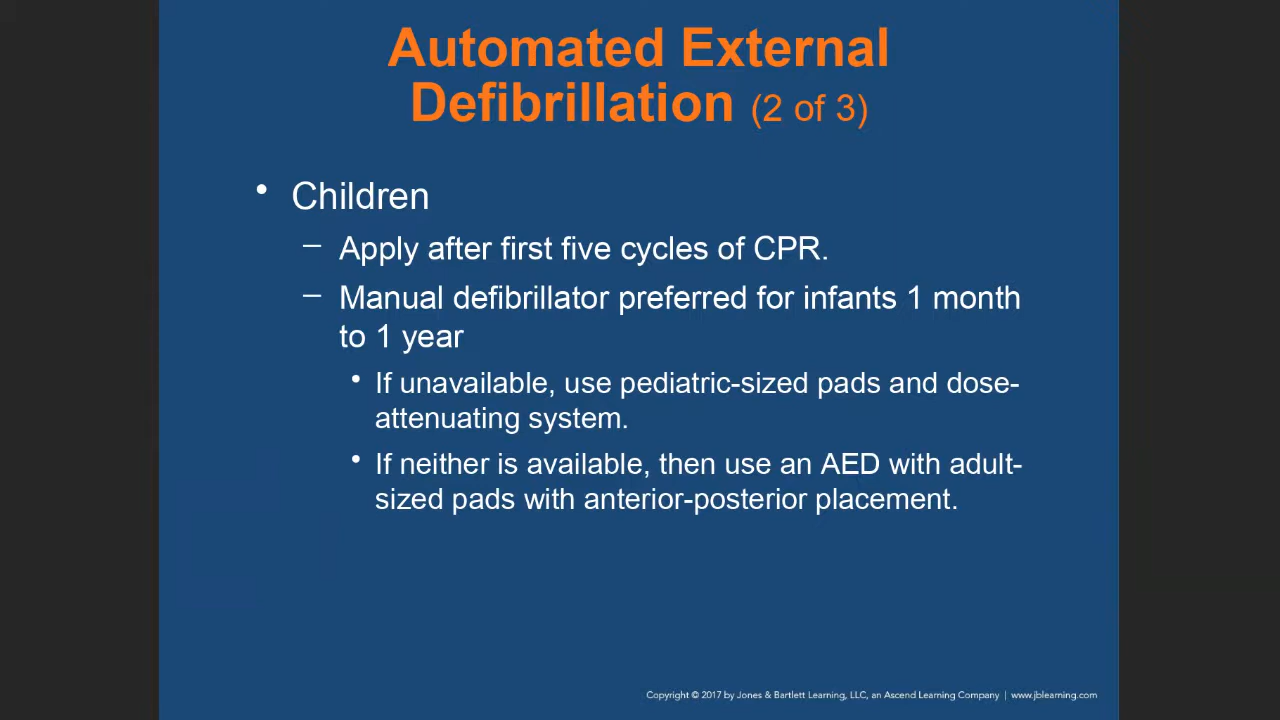 Automated External
Defibrillation (2 of 3)
• Children
– Apply after first five cycles of CPR.
– Manual defibrillator preferred for infants 1 month
to 1 year
• If unavailable, use pediatric-sized pads and dose-
attenuating system.
• If neither is available, then use an AED with adult-
sized pads with anterior-posterior placement.
Copyright © 2017 by Jones & Bartlett Learning, LLC, an Ascend Learning Company | www.jblearning.com